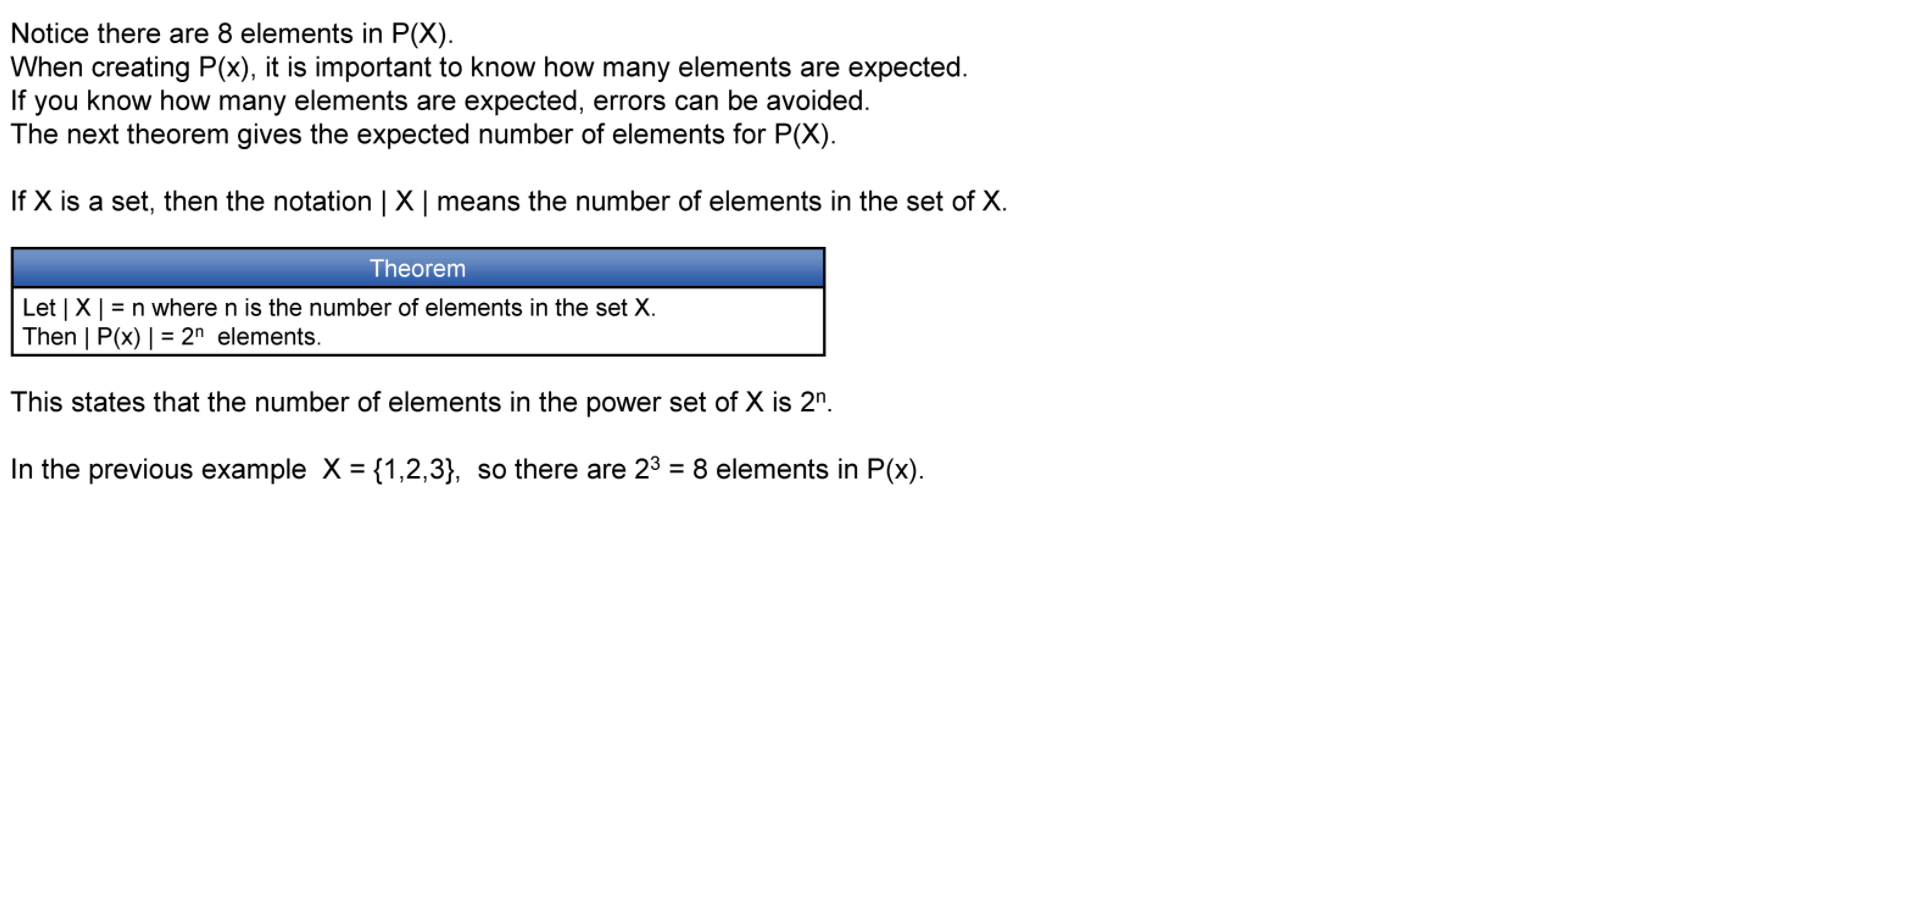 Notice there are 8 elements in P(X).
When creating P(x), it is important to know how many elements are expected.
If you know how many elements are expected, errors can be avoided.
The next theorem gives the expected number of elements for P(X).
If X is a set, then the notation | X | means the number of elements in the set of X.
Theorem
Let | X | = n where n is the number of elements in the set X.
Then | P(x) | = 2ⁿ elements.
This states that the number of elements in the power set of X is 2ⁿ.
In the previous example X = {1,2,3}, so there are 2³ = 8 elements in P(x).